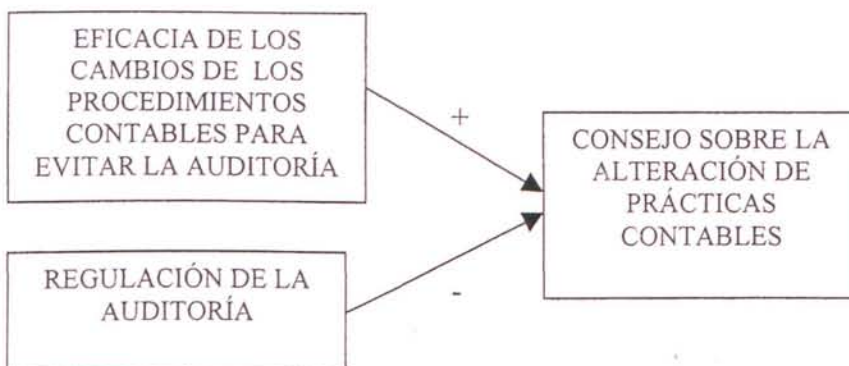 EFICACIA DE LOS
CAMBIOS DE LOS
PROCEDIMIENTOS
CONTABLES PARA
EVITAR LA AUDITORÍA
+
CONSEJO SOBRE LA
ALTERACIÓN DE
PRÁCTICAS
CONTABLES
REGULACIÓN DE LA
AUDITORÍA
-